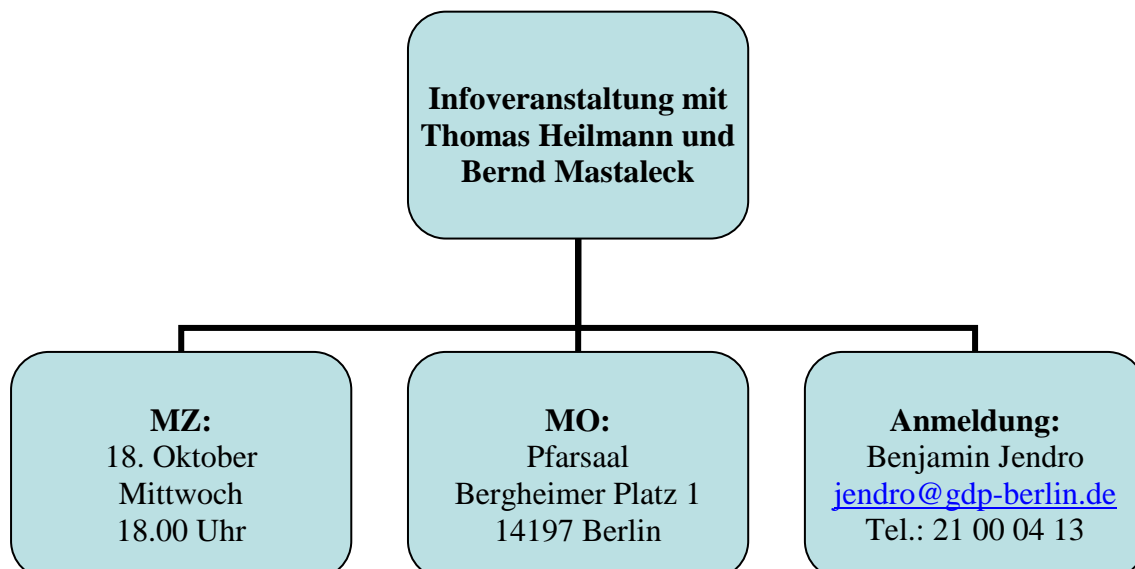 Infoveranstaltung mit
Thomas Heilmann und
Bernd Mastaleck
MZ:
18. Oktober
Mittwoch
18.00 Uhr
MO:
Pfarsaal
Bergheimer Platz 1
14197 Berlin
Anmeldung:
Benjamin Jendro
jendro@gdp-berlin.de
Tel.: 21 00 04 13